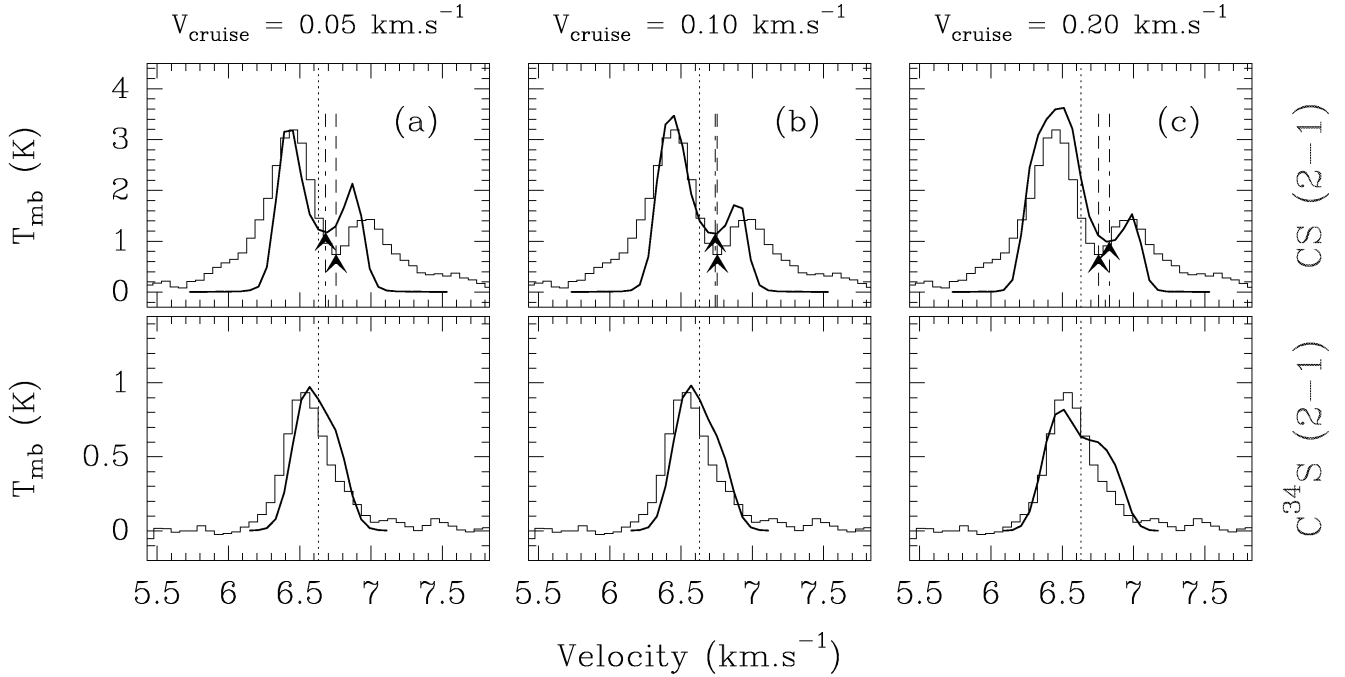 V_cruise = 0.05 km.s⁻¹
V_cruise = 0.10 km.s⁻¹
V_cruise = 0.20 km.s⁻¹
(a)
(b)
(c)
4
3
2
1
0
T_mb (K)
CS (2–1)
1
0.5
0
T_mb (K)
C³⁴S (2–1)
5.5 6 6.5 7 7.5
5.5 6 6.5 7 7.5
5.5 6 6.5 7 7.5
Velocity (km.s⁻¹)